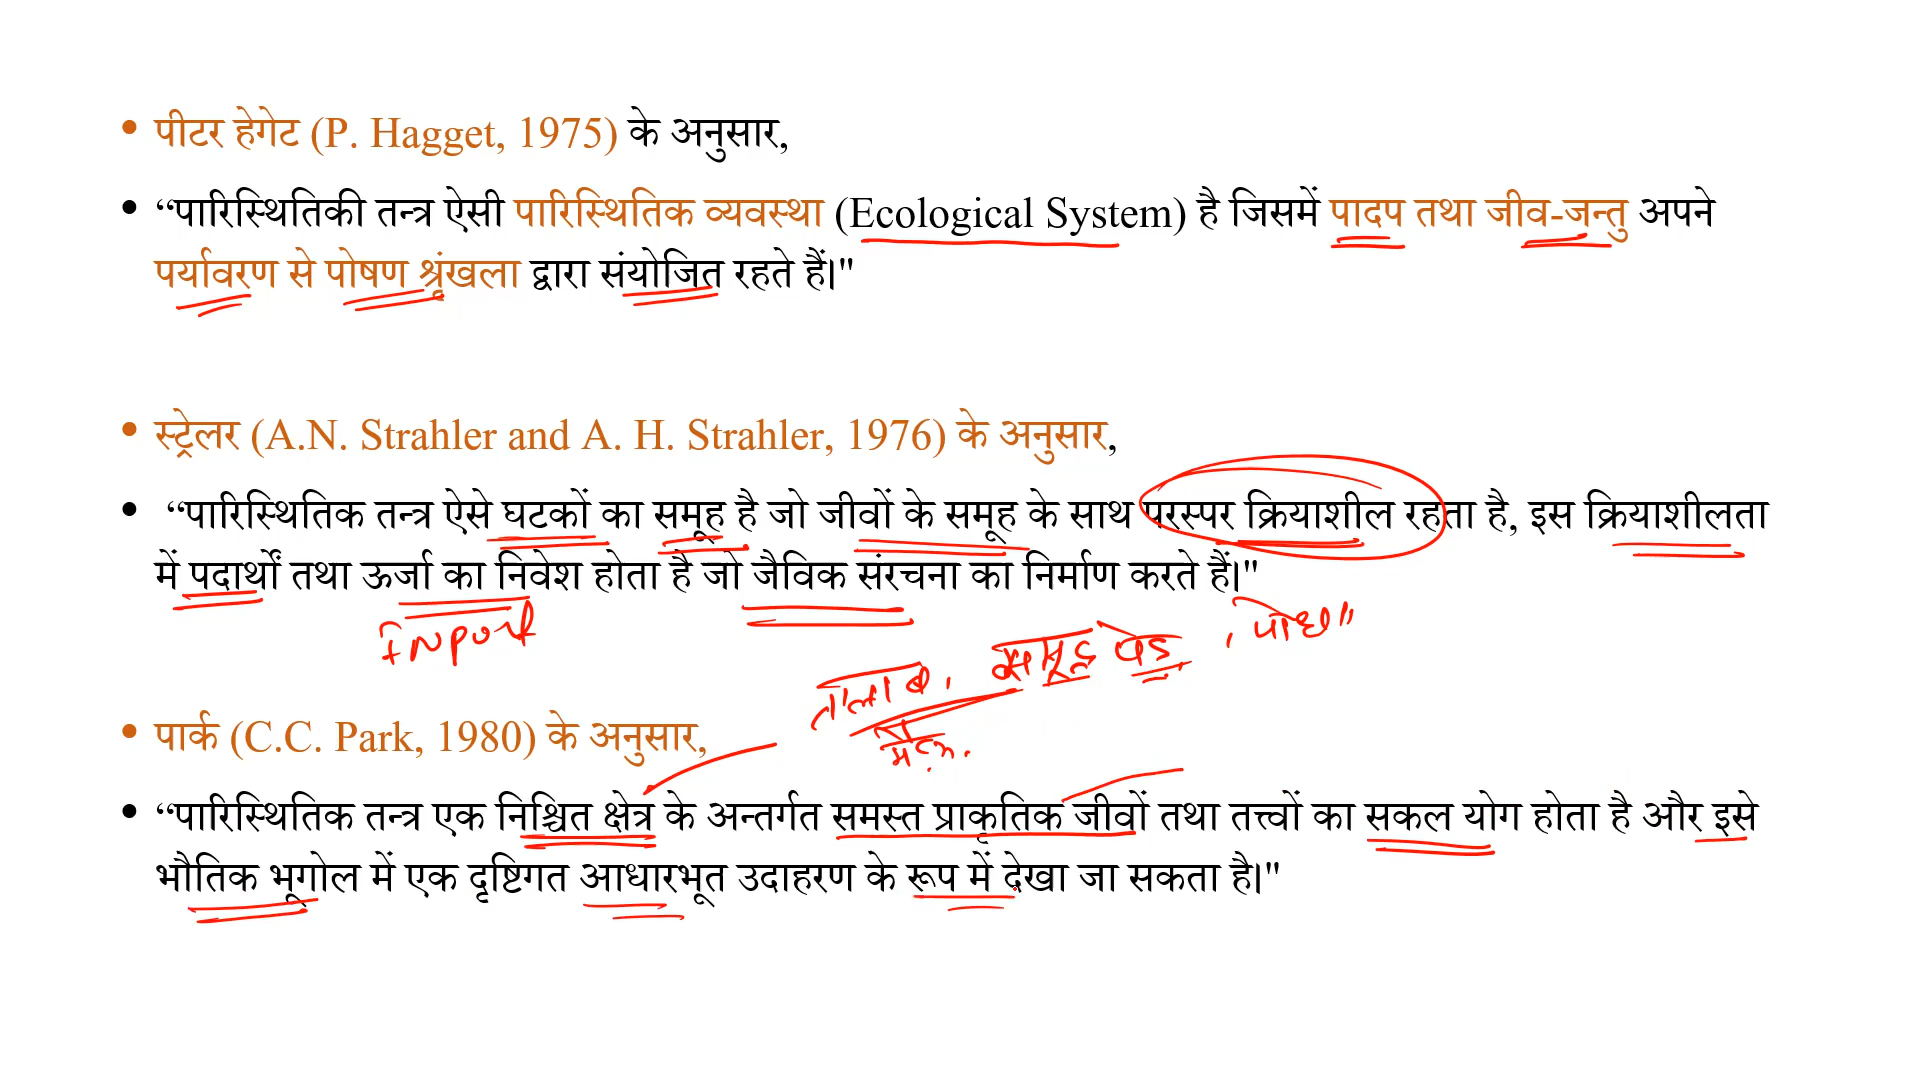 • पीटर हेगेट (P. Hagget, 1975) के अनुसार,
• “पारिस्थितिकी तन्त्र ऐसी पारिस्थितिक व्यवस्था (Ecological System) है जिसमें पादप तथा जीव-जन्तु अपने
पर्यावरण से पोषण श्रृंखला द्वारा संयोजित रहते हैं।"
• स्ट्रेलर (A.N. Strahler and A. H. Strahler, 1976) के अनुसार,
• “पारिस्थितिक तन्त्र ऐसे घटकों का समूह है जो जीवों के समूह के साथ परस्पर क्रियाशील रहता है, इस क्रियाशीलता
में पदार्थों तथा ऊर्जा का निवेश होता है जो जैविक संरचना का निर्माण करते हैं।"
तालाब, समूद्र पेड़
• पार्क (C.C. Park, 1980) के अनुसार,
• “पारिस्थितिक तन्त्र एक निश्चित क्षेत्र के अन्तर्गत समस्त प्राकृतिक जीवों तथा तत्त्वों का सकल योग होता है और इसे
भौतिक भूगोल में एक दृष्टिगत आधारभूत उदाहरण के रूप में देखा जा सकता है।"